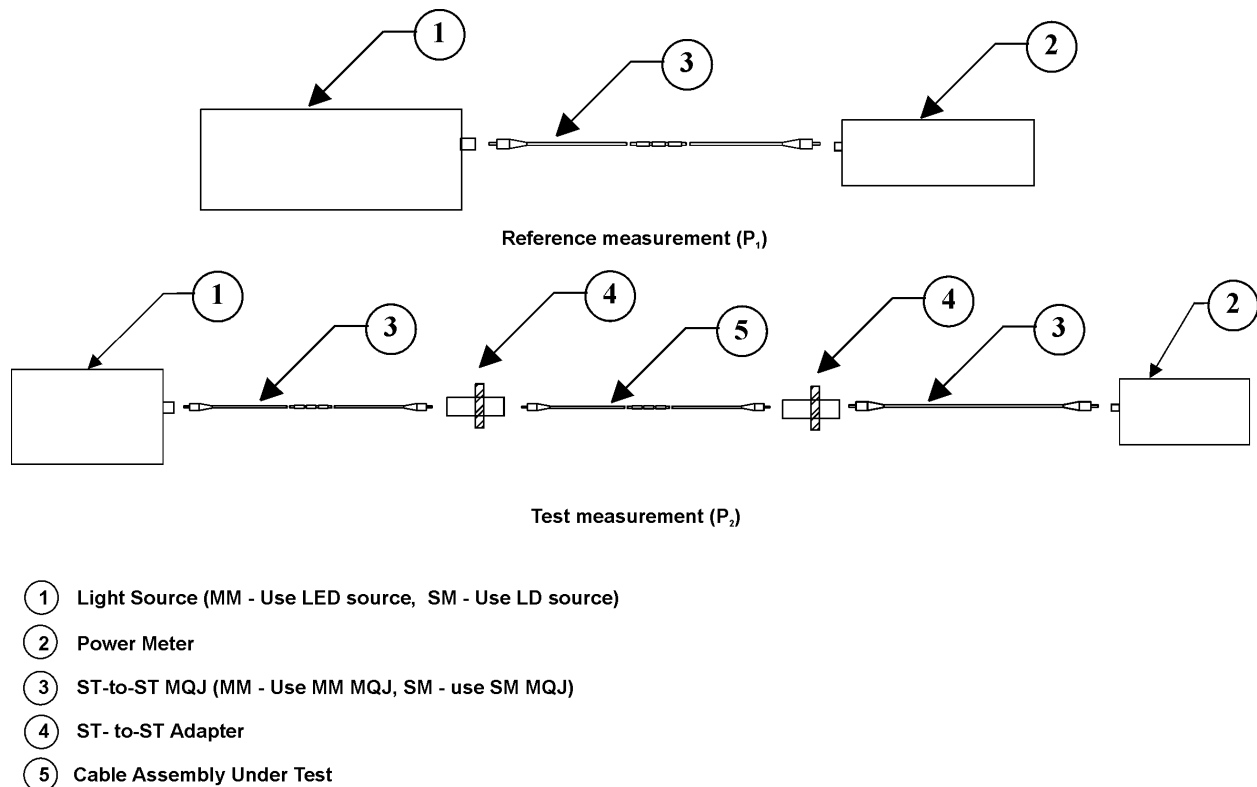 1
3
2
Reference measurement (P₁)
1
3
4
5
4
3
2
Test measurement (P₂)
1 Light Source (MM - Use LED source, SM - Use LD source)
2 Power Meter
3 ST-to-ST MQJ (MM - Use MM MQJ, SM - use SM MQJ)
4 ST- to-ST Adapter
5 Cable Assembly Under Test